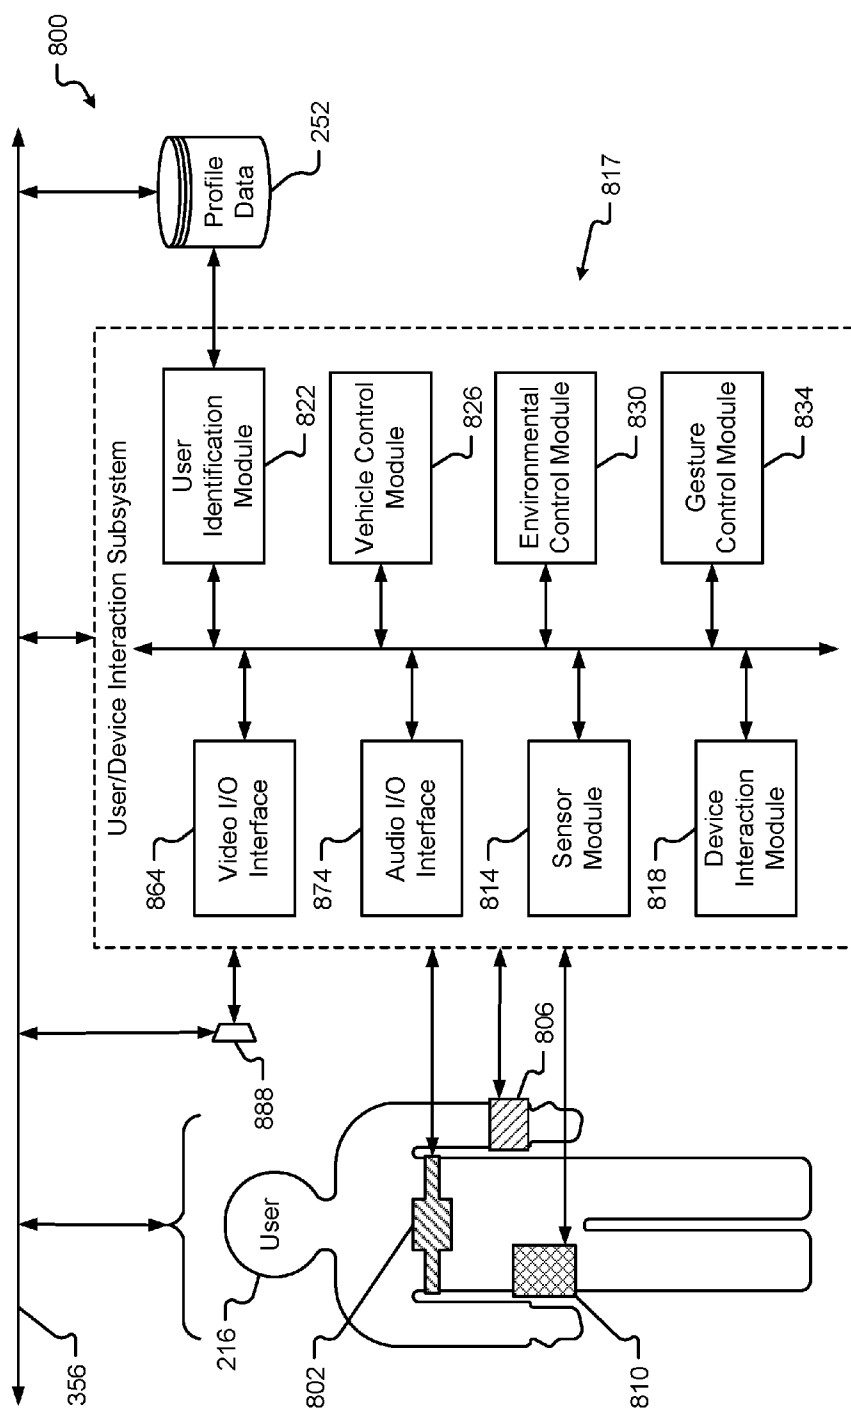 800
356
Profile
Data
252
817
User/Device Interaction Subsystem
User
Identification
Module
822
Vehicle Control
Module
826
Environmental
Control Module
830
Gesture
Control Module
834
864
Video I/O
Interface
874
Audio I/O
Interface
814
Sensor
Module
818
Device
Interaction
Module
888
806
User
216
802
810